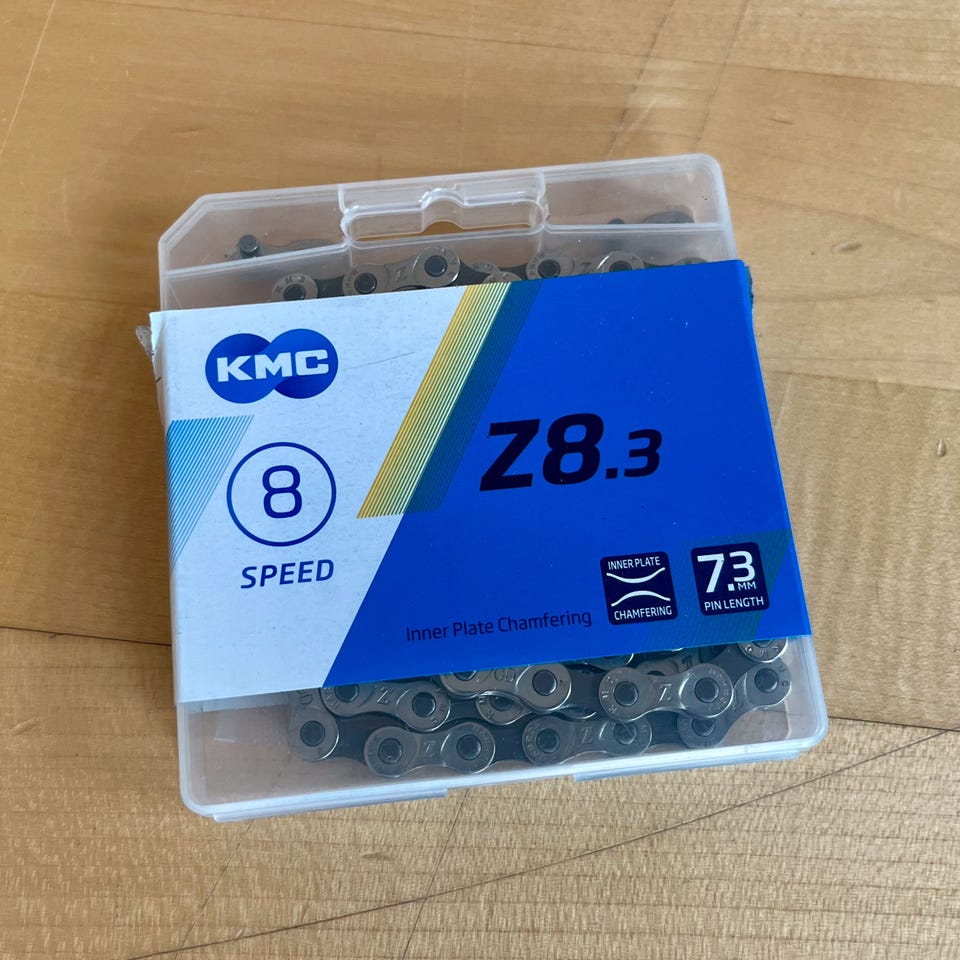 KMC
8
SPEED
Z8.3
Inner Plate Chamfering
INNER PLATE
CHAMFERING
7.3
MM
PIN LENGTH
Z
Z
Z
Z